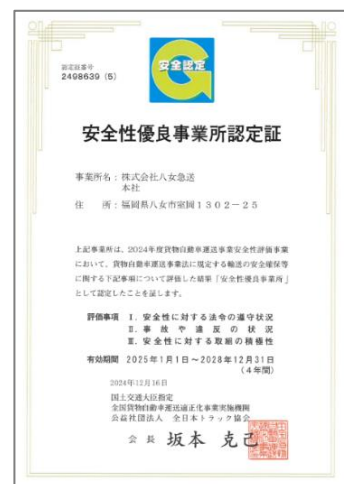 安全認定
認定証番号
2498639 (5)
安全性優良事業所認定証
事業所名：株式会社八女急送
本社
住　所：福岡県八女市室岡１３０２－２５
上記事業所は、2024年度貨物自動車運送事業安全性評価事業
において、貨物自動車運送事業法に規定する輸送の安全確保等
に関する下記事項について評価した結果「安全性優良事業所」
として認定したことを証します。
評価事項　Ⅰ．安全性に対する法令の遵守状況
Ⅱ．事故や違反の状況
Ⅲ．安全性に対する取組の積極性
有効期間　2025年1月1日～2028年12月31日
（４年間）
2024年12月16日
国土交通大臣指定
全国貨物自動車運送適正化事業実施機関
公益社団法人　全日本トラック協会
会長　坂本　克己